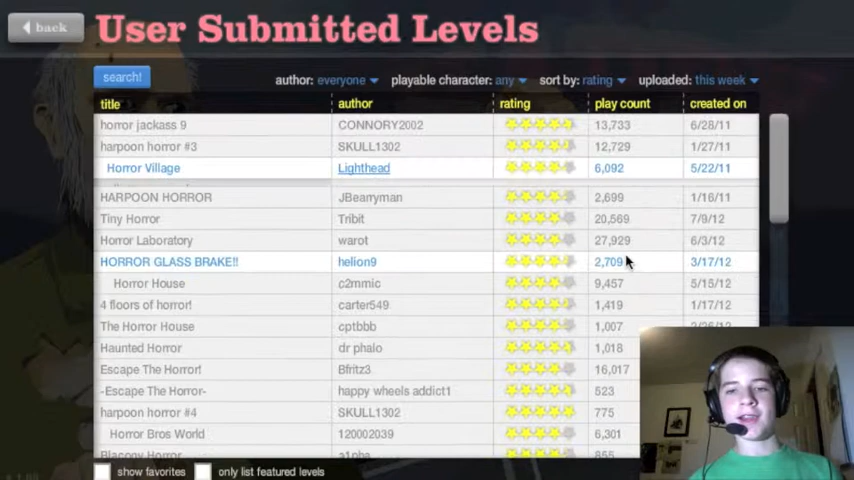 back
User Submitted Levels
search! author: everyone playable character: any sort by: rating uploaded: this week
title author rating play count created on
horror jackass 9 CONNORY2002 13,733 6/28/11
harpoon horror #3 SKULL1302 12,729 1/27/11
Horror Village Lighthead 6,092 5/22/11
HARPOON HORROR JBearryman 2,699 1/16/11
Tiny Horror Tribit 20,569 7/9/12
Horror Laboratory warot 27,929 6/3/12
HORROR GLASS BRAKE!! helion9 2,709 3/17/12
Horror House c2mmic 9,457 5/15/12
4 floors of horror! carter549 1,419 1/17/12
The Horror House cptbbb 1,007
Haunted Horror dr phalo 1,018
Escape The Horror! Bfritz3 16,017
-Escape The Horror- happy wheels addict1 523
harpoon horror #4 SKULL1302 775
Horror Bros World 120002039 6,301
Horror a1pha 855
show favorites only list featured levels